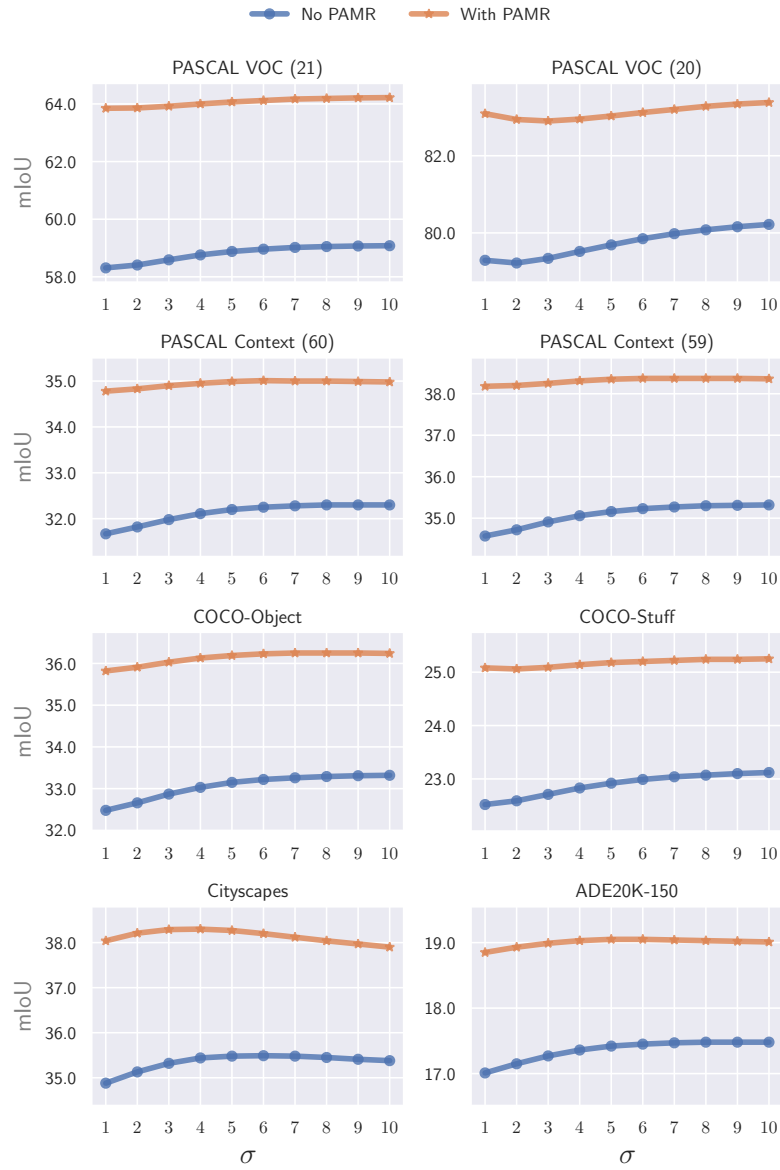 No PAMR With PAMR
PASCAL VOC (21) PASCAL VOC (20)
mIoU
64.0
62.0
60.0
58.0
82.0
80.0
1 2 3 4 5 6 7 8 9 10
1 2 3 4 5 6 7 8 9 10
PASCAL Context (60) PASCAL Context (59)
mIoU
35.0
34.0
33.0
32.0
38.0
37.0
36.0
35.0
1 2 3 4 5 6 7 8 9 10
1 2 3 4 5 6 7 8 9 10
COCO-Object COCO-Stuff
mIoU
36.0
35.0
34.0
33.0
32.0
25.0
24.0
23.0
1 2 3 4 5 6 7 8 9 10
1 2 3 4 5 6 7 8 9 10
Cityscapes ADE20K-150
mIoU
38.0
37.0
36.0
35.0
19.0
18.0
17.0
1 2 3 4 5 6 7 8 9 10
1 2 3 4 5 6 7 8 9 10
σ σ